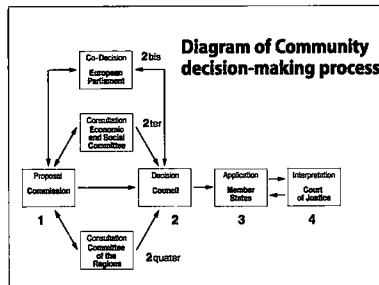 Diagram of Community
decision-making process
Co-Decision
European
Parliament
2bis
Consultation
Economic
and Social
Committee
2ter
Proposal
Commission
1
Decision
Council
2
Application
Member
States
3
Interpretation
Court
of Justice
4
Consultation
Committee
of the
Regions
2quater